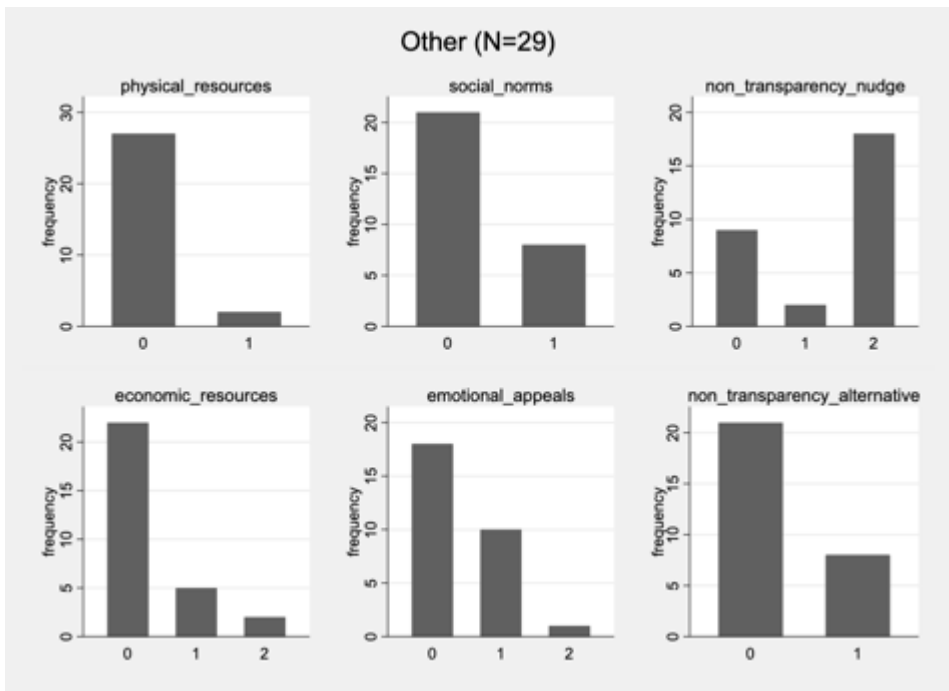 Other (N=29)
physical_resources
frequency
0 10 20 30
0 1
social_norms
frequency
0 5 10 15 20
0 1
non_transparency_nudge
frequency
0 5 10 15 20
0 1 2
economic_resources
frequency
0 5 10 15 20
0 1 2
emotional_appeals
frequency
0 5 10 15 20
0 1 2
non_transparency_alternative
frequency
0 5 10 15 20
0 1